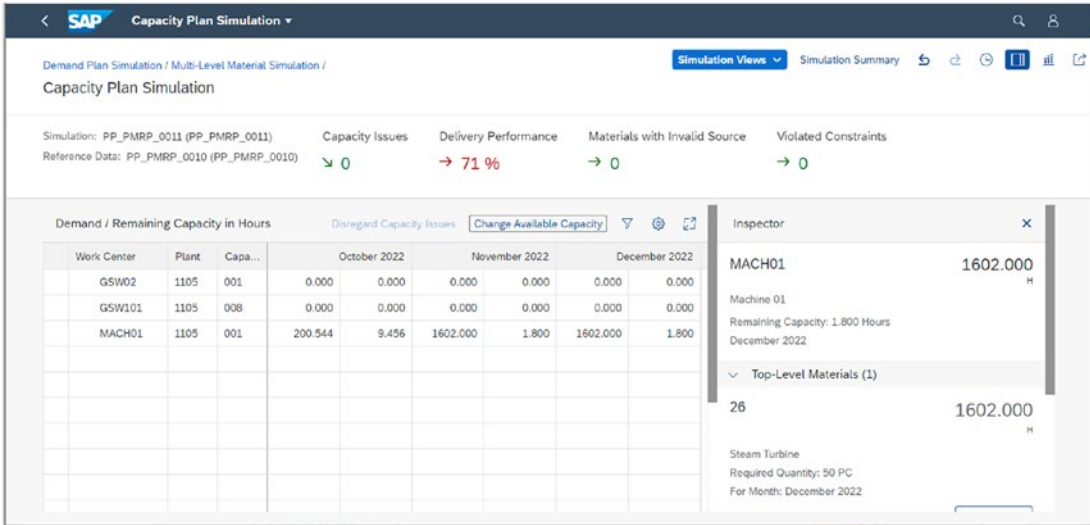 SAP Capacity Plan Simulation
Demand Plan Simulation / Multi-Level Material Simulation /
Simulation Views Simulation Summary
Capacity Plan Simulation
Simulation: PP_PMRP_0011 (PP_PMRP_0011)
Reference Data: PP_PMRP_0010 (PP_PMRP_0010)
Capacity Issues
0
Delivery Performance
71 %
Materials with Invalid Source
0
Violated Constraints
0
Demand / Remaining Capacity in Hours Disregard Capacity Issues Change Available Capacity
Work Center Plant Capa... October 2022 November 2022 December 2022
GSW02 1105 001 0.000 0.000 0.000 0.000 0.000 0.000
GSW101 1105 008 0.000 0.000 0.000 0.000 0.000 0.000
MACH01 1105 001 200.544 9.456 1602.000 1.800 1602.000 1.800
Inspector
MACH01 1602.000
H
Machine 01
Remaining Capacity: 1.800 Hours
December 2022
Top-Level Materials (1)
26 1602.000
H
Steam Turbine
Required Quantity: 50 PC
For Month: December 2022